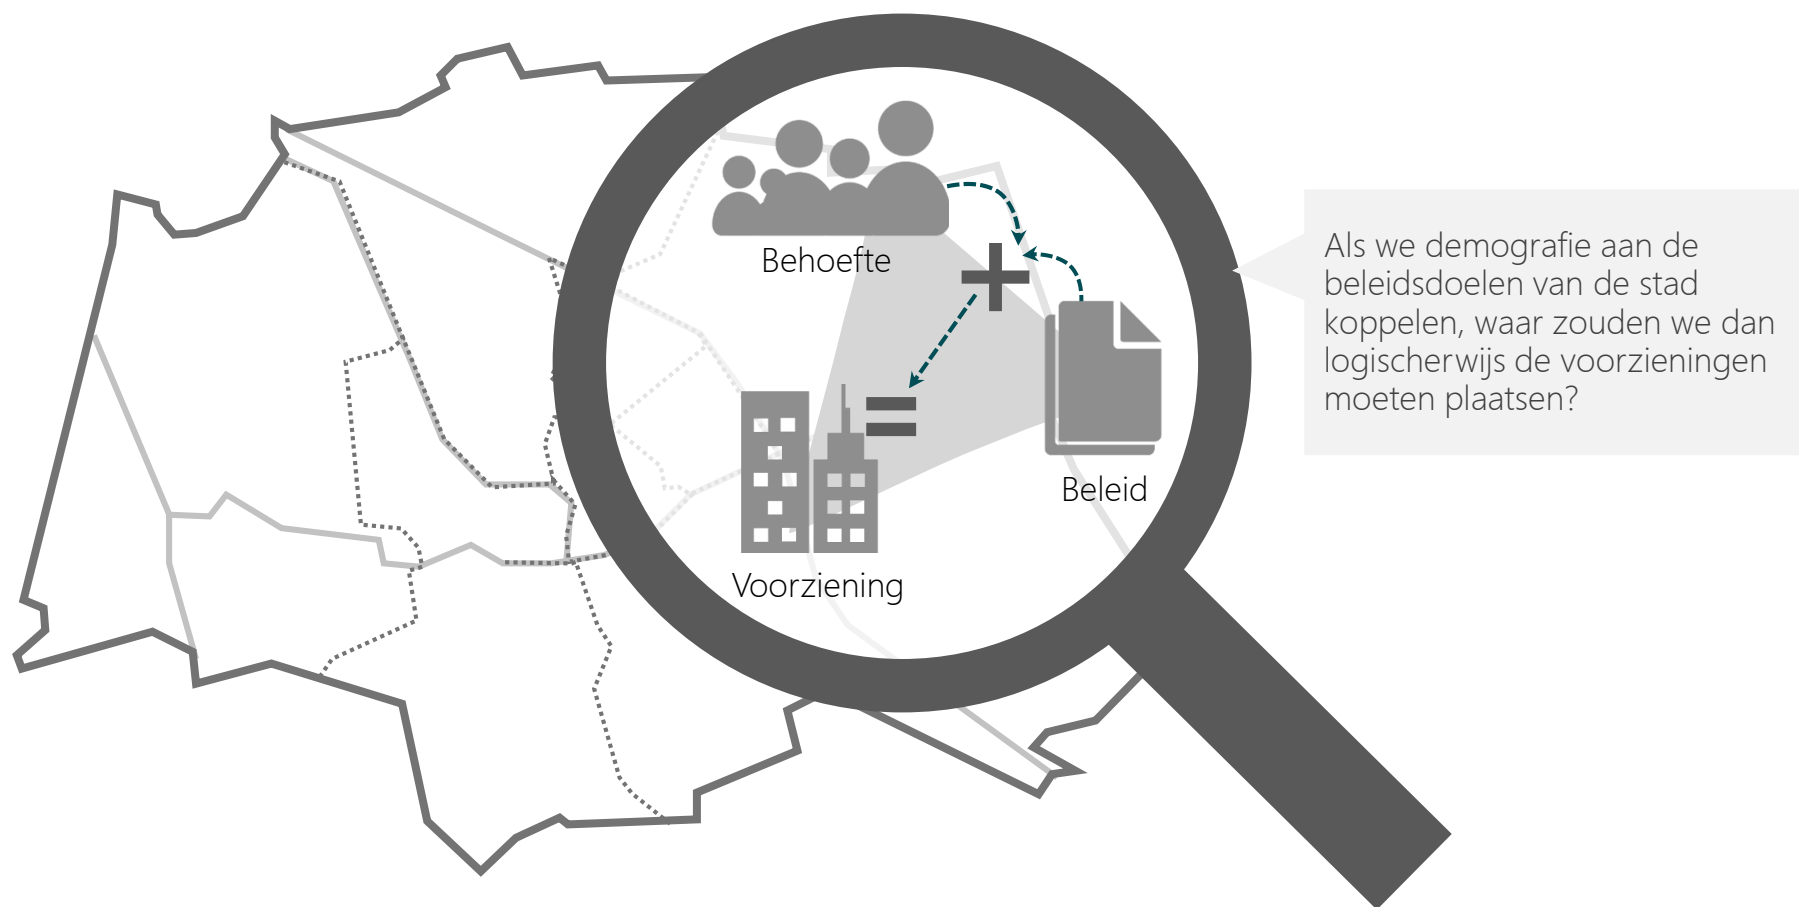 Behoefte
Beleid
Voorziening
Als we demografie aan de
beleidsdoelen van de stad
koppelen, waar zouden we dan
logischerwijs de voorzieningen
moeten plaatsen?